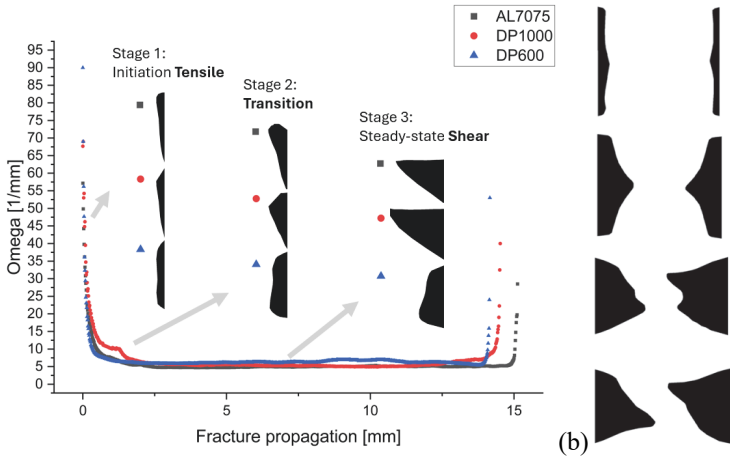 AL7075
DP1000
DP600
Stage 1:
Initiation Tensile
Stage 2:
Transition
Stage 3:
Steady-state Shear
95
90
85
80
75
70
65
60
55
50
45
40
35
30
25
20
15
10
5
0
Omega [1/mm]
0
5
10
15
Fracture propagation [mm]
(b)